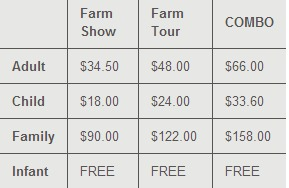 Farm Show Farm Tour COMBO
Adult $34.50 $48.00 $66.00
Child $18.00 $24.00 $33.60
Family $90.00 $122.00 $158.00
Infant FREE FREE FREE